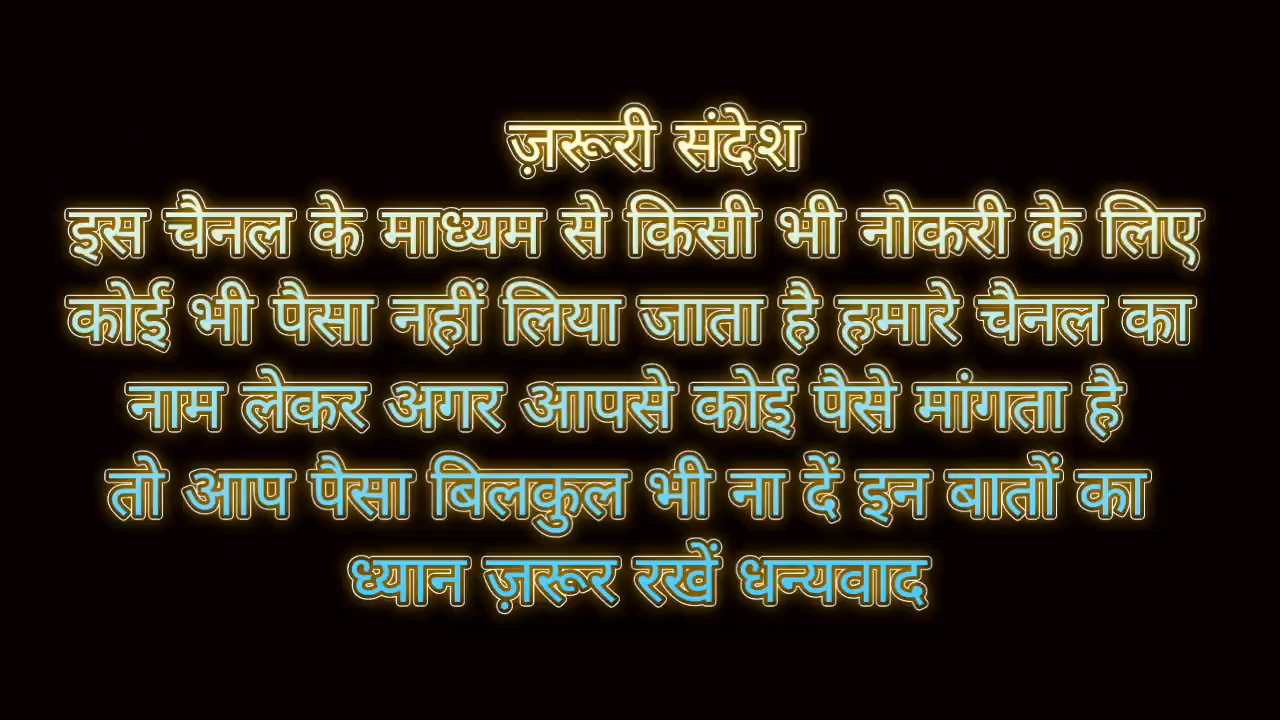 ज़रूरी संदेश
इस चैनल के माध्यम से किसी भी नोकरी के लिए
कोई भी पैसा नहीं लिया जाता है हमारे चैनल का
नाम लेकर अगर आपसे कोई पैसे मांगता है
तो आप पैसा बिलकुल भी ना दें इन बातों का
ध्यान ज़रूर रखें धन्यवाद